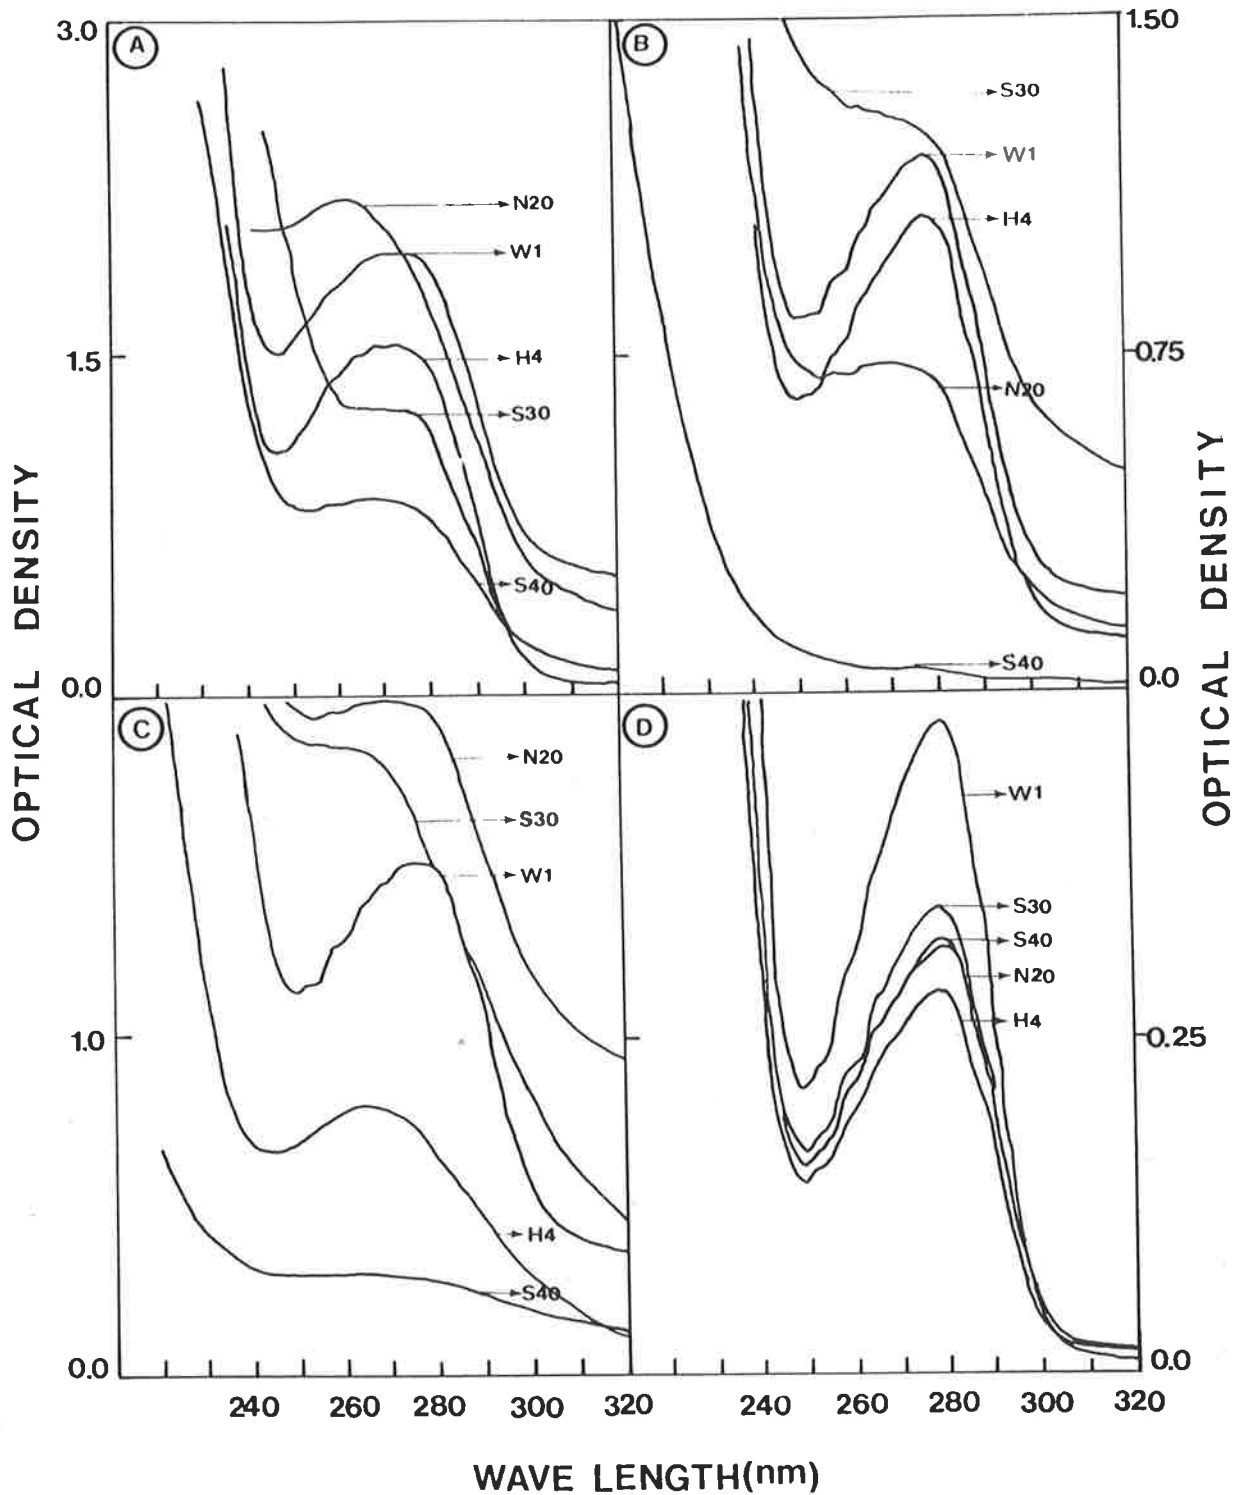 3.0
A
N20
W1
1.5
H4
S30
S40
0.0
B
1.50
S30
W1
H4
0.75
N20
S40
0.0
OPTICAL DENSITY
OPTICAL DENSITY
C
N20
S30
W1
1.0
H4
S40
0.0
D
W1
S30
S40
N20
H4
0.25
0.0
240 260 280 300 320 240 260 280 300 320
WAVE LENGTH(nm)